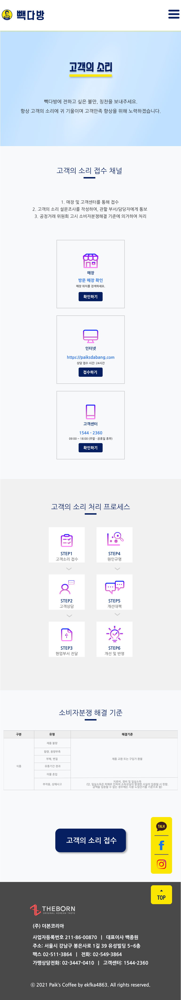 빽다방
고객의 소리
빽다방에 전하고 싶은 불만, 칭찬을 보내주세요.
항상 고객의 소리에 귀 기울이며 고객만족 향상을 위해 노력하겠습니다.
고객의 소리 접수 채널
1. 매장 및 고객센터를 통해 접수
2. 고객의 소리 설문조사를 작성하여, 관할 부서/담당자에게 통보
3. 공정거래 위원회 고시 소비자분쟁해결 기준에 의거하여 처리
매장
방문 매장 확인
매장 위치를 검색하세요.
확인하기
인터넷
https://paiksdabang.com
상담 접수 시간: 24시간
접수하기
고객센터
1544 - 2360
09:00 ~ 18:00 (주말 · 공휴일 휴무)
확인하기
고객의 소리 처리 프로세스
STEP1
고객소리 접수
STEP4
원인규명
STEP2
고객상담
STEP5
개선대책
STEP3
현업부서 전달
STEP6
개선 및 반영
소비자분쟁 해결 기준
구분 유형 해결기준
식품
제품 불량
함량, 용량부족
부패, 변질
유통기간 경과
이물 혼입
제품 교환 또는 구입가 환불
부작용, 상해사고
치료비, 경비 및 일실소득
(단, 일실소득은 피해로 인하여 소득상실이 발생한 사실이 입증될 시 한함,
금액을 입증할 수 없는 경우에는 시중 노임단가를 기준으로 함)
고객의 소리 접수
TALK
TOP
THEBORN
ORIGINAL KOREAN TASTE
(주) 더본코리아
사업자등록번호 211-86-00870 | 대표이사 백종원
주소: 서울시 강남구 봉은사로 1길 39 유성빌딩 5~6층
팩스 02-511-3864 | 전화: 02-549-3864
가맹상담전화: 02-3447-0410 | 고객센터: 1544-2360
ⓒ 2021 Paik's Coffee by ekfka4863. All rights reserved.